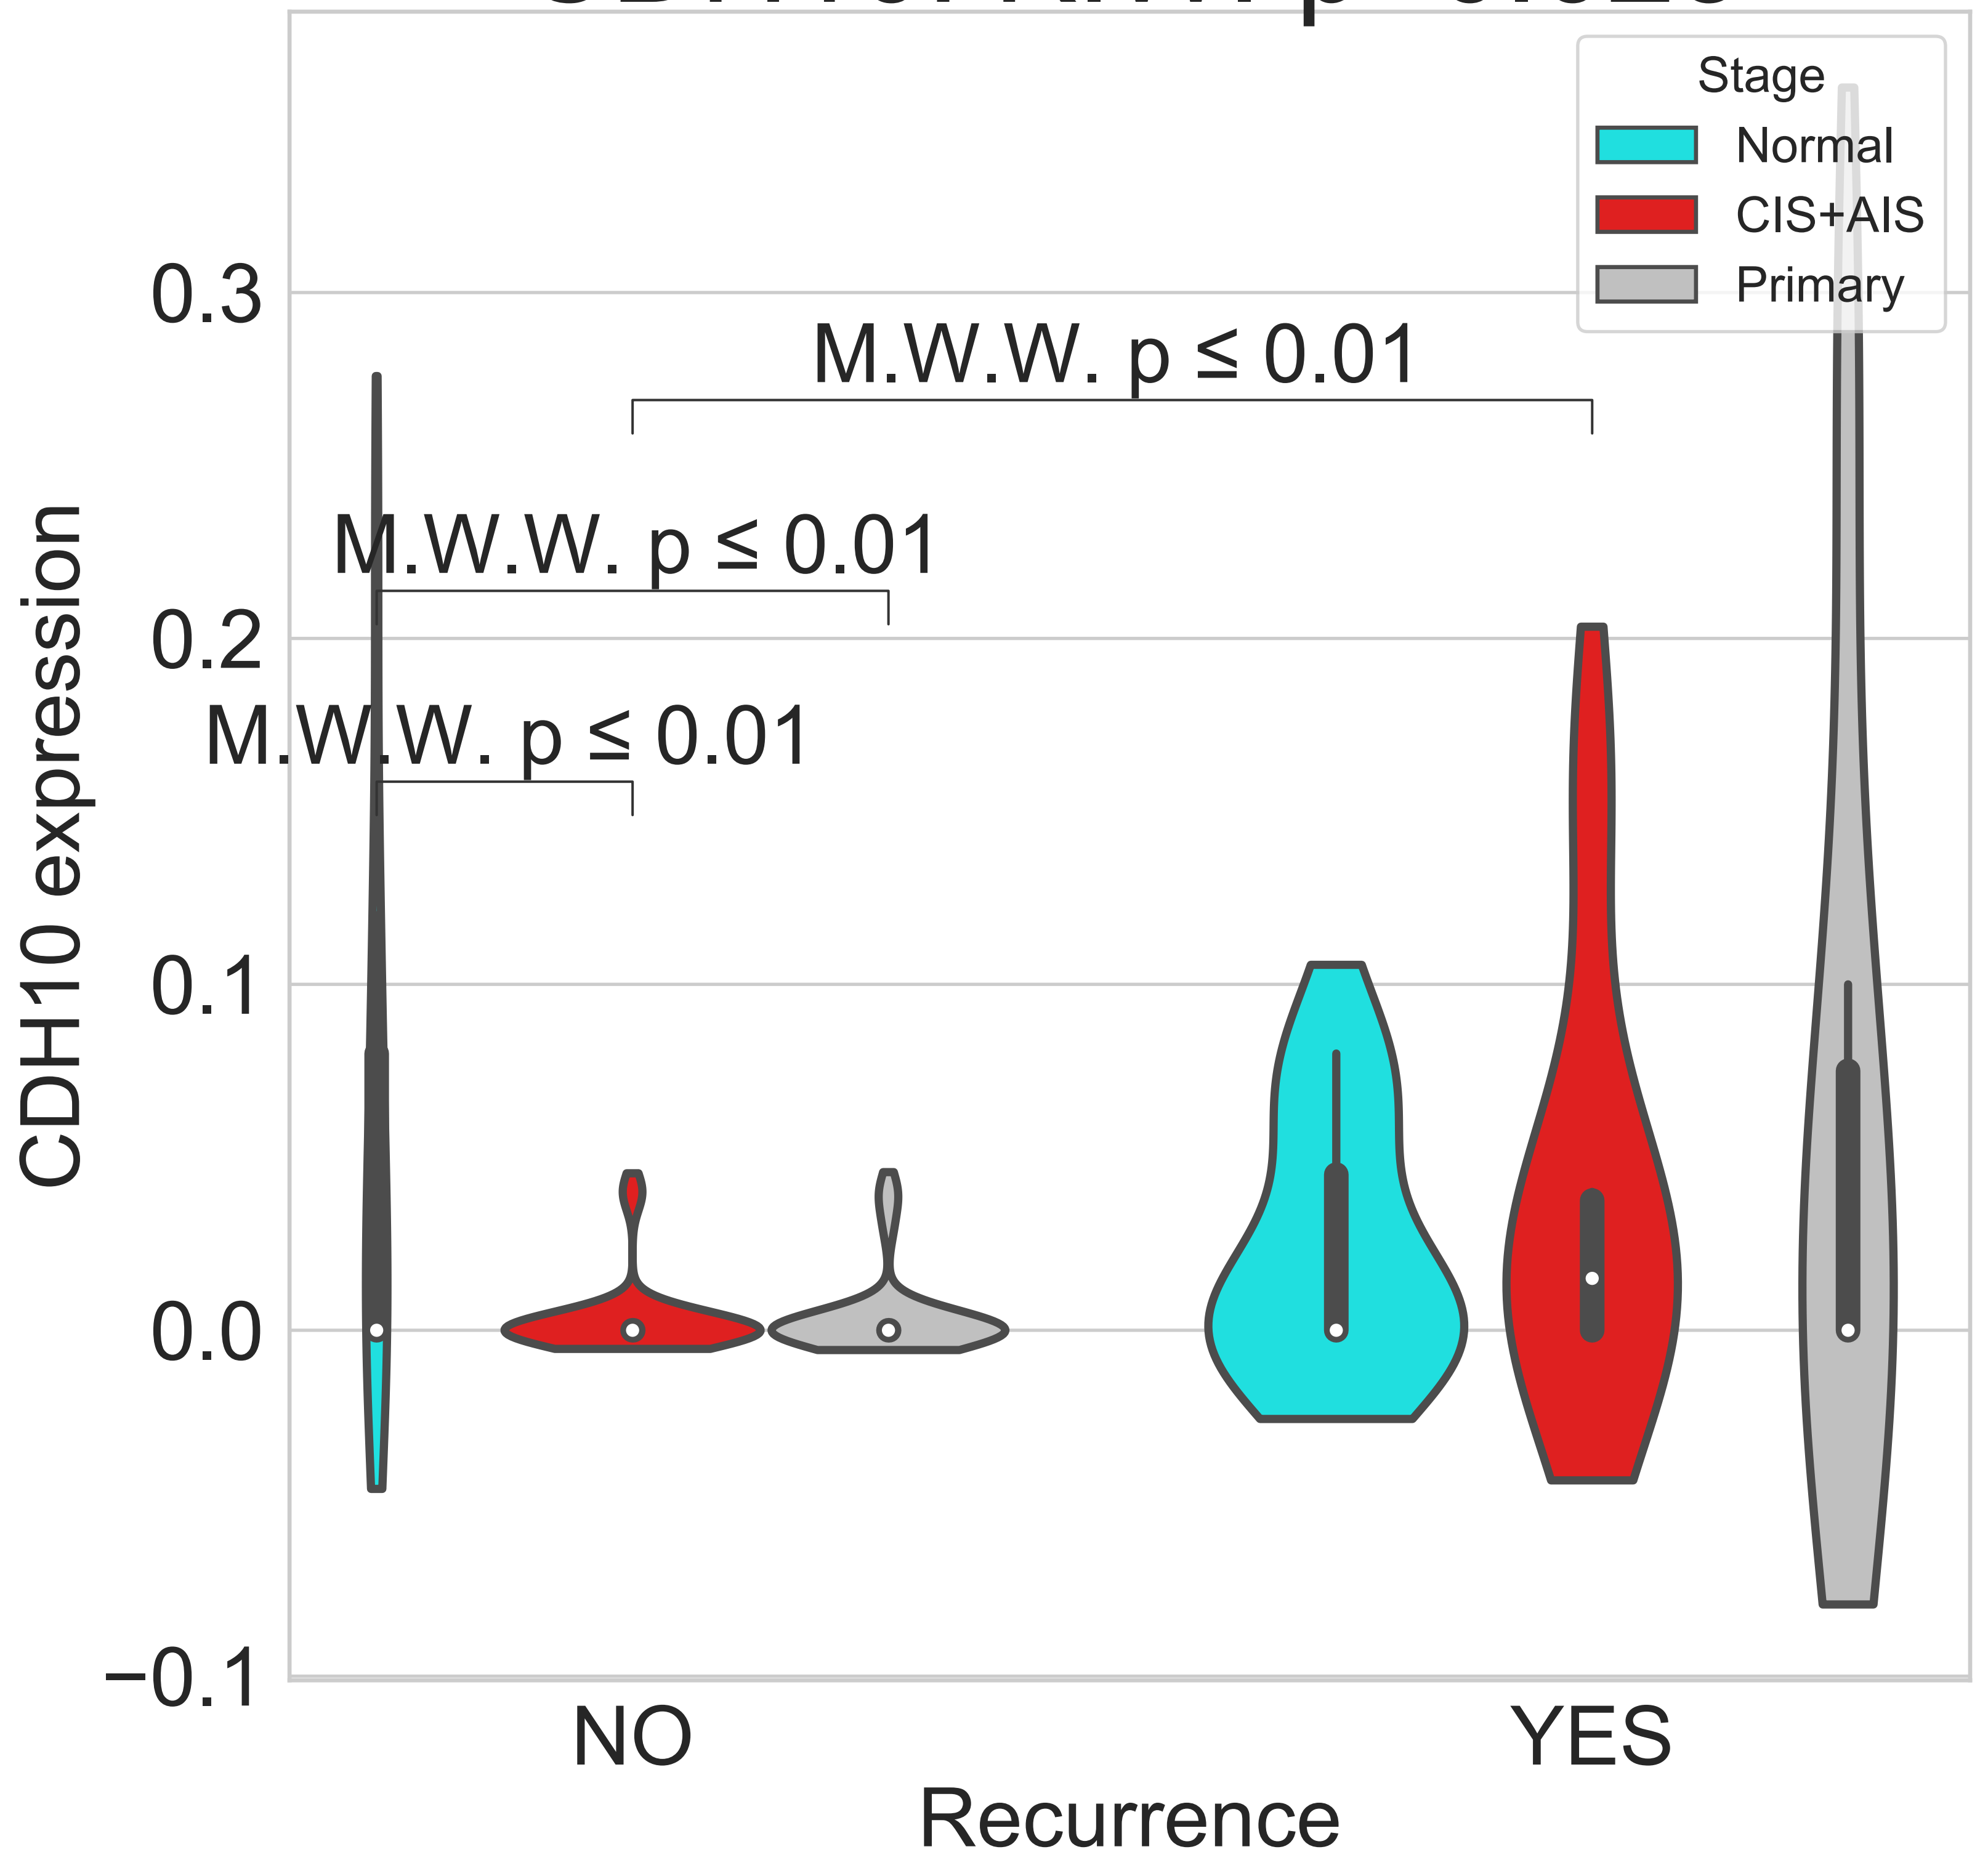 Stage
Normal
CIS+AIS
Primary
M.W.W. p ≤ 0.01
M.W.W. p ≤ 0.01
M.W.W. p ≤ 0.01
0.3
0.2
0.1
0.0
−0.1
CDH10 expression
NO
YES
Recurrence